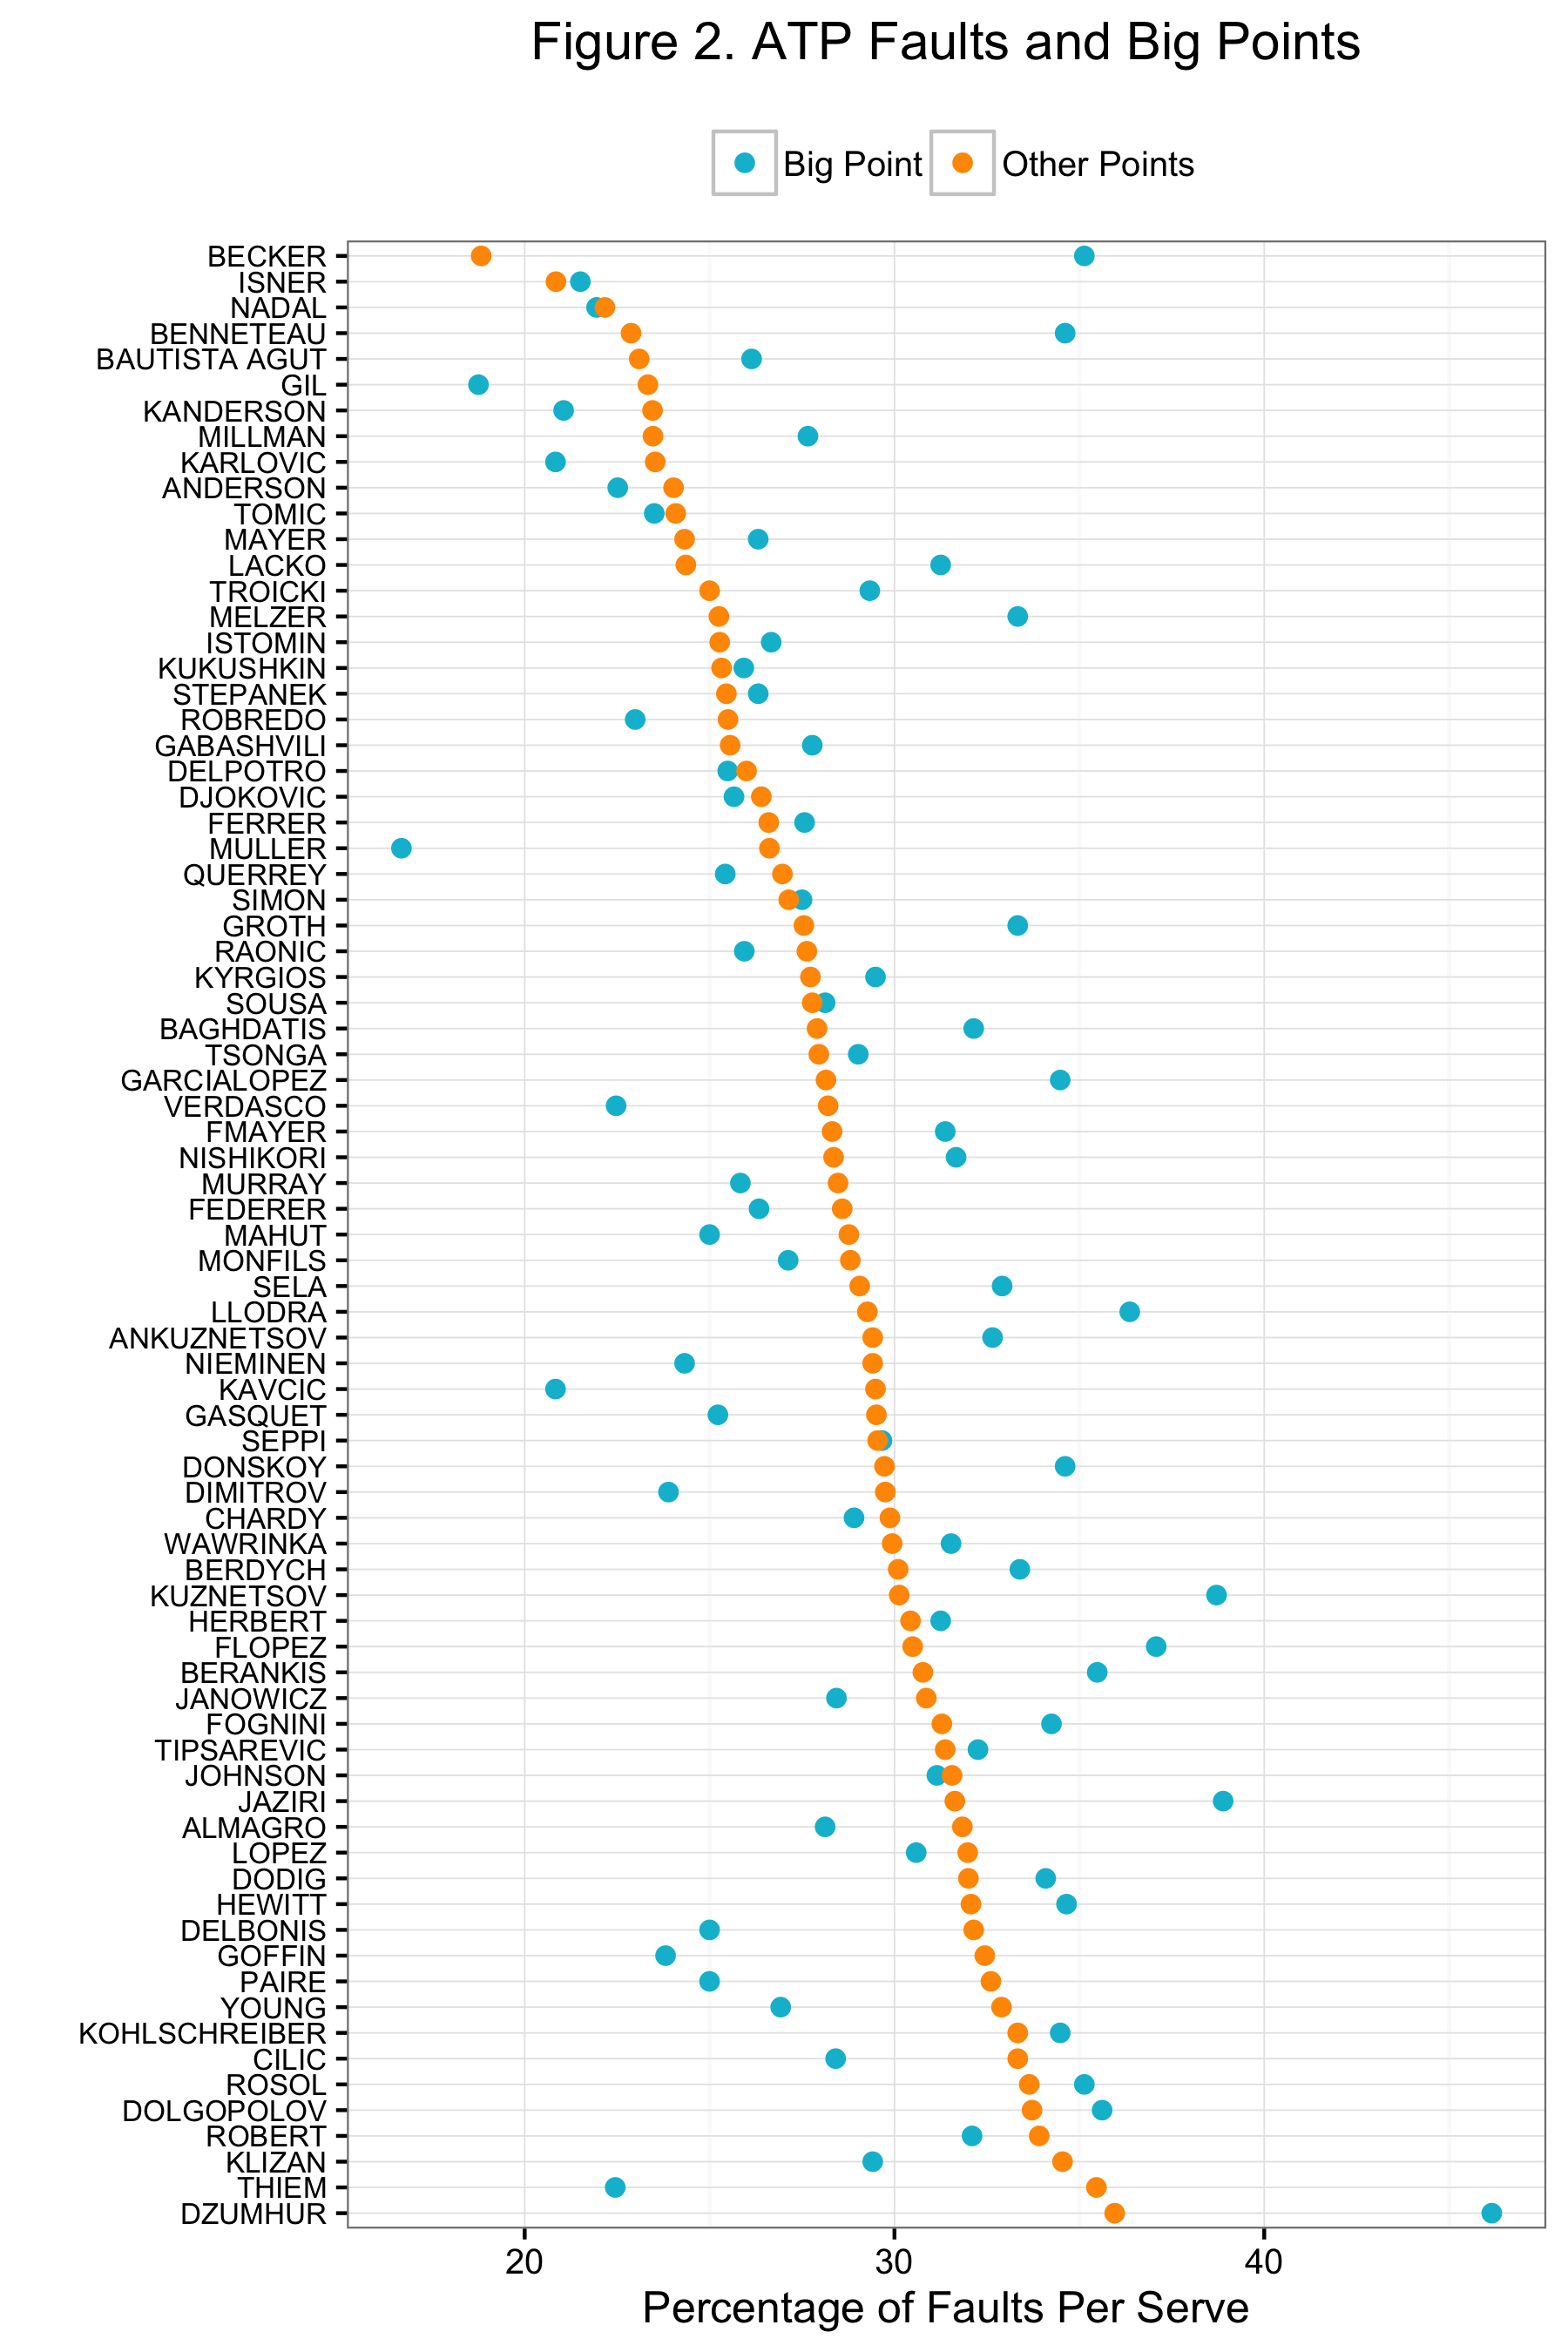 Figure 2. ATP Faults and Big Points
Big Point Other Points
BECKER
ISNER
NADAL
BENNETEAU
BAUTISTA AGUT
GIL
KANDERSON
MILLMAN
KARLOVIC
ANDERSON
TOMIC
MAYER
LACKO
TROICKI
MELZER
ISTOMIN
KUKUSHKIN
STEPANEK
ROBREDO
GABASHVILI
DELPOTRO
DJOKOVIC
FERRER
MULLER
QUERREY
SIMON
GROTH
RAONIC
KYRGIOS
SOUSA
BAGHDATIS
TSONGA
GARCIALOPEZ
VERDASCO
FMAYER
NISHIKORI
MURRAY
FEDERER
MAHUT
MONFILS
SELA
LLODRA
ANKUZNETSOV
NIEMINEN
KAVCIC
GASQUET
SEPPI
DONSKOY
DIMITROV
CHARDY
WAWRINKA
BERDYCH
KUZNETSOV
HERBERT
FLOPEZ
BERANKIS
JANOWICZ
FOGNINI
TIPSAREVIC
JOHNSON
JAZIRI
ALMAGRO
LOPEZ
DODIG
HEWITT
DELBONIS
GOFFIN
PAIRE
YOUNG
KOHLSCHREIBER
CILIC
ROSOL
DOLGOPOLOV
ROBERT
KLIZAN
THIEM
DZUMHUR
20 30 40
Percentage of Faults Per Serve